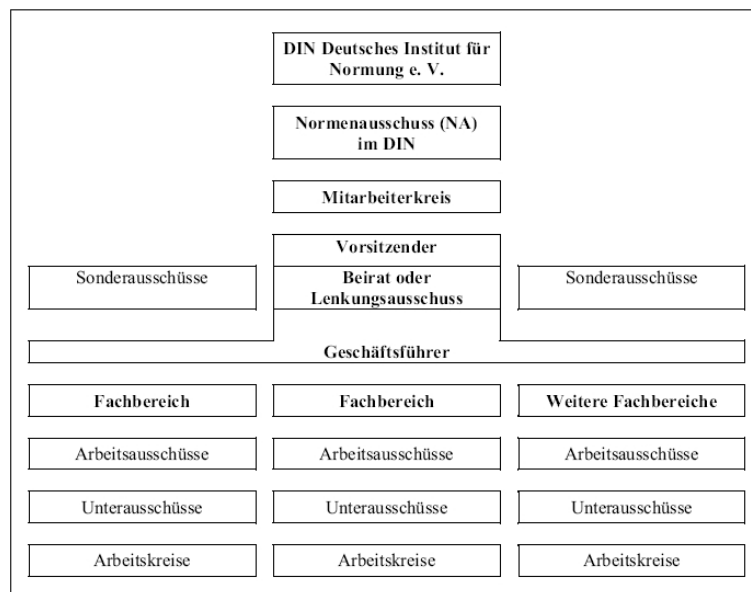 DIN Deutsches Institut für
Normung e. V.
Normenausschuss (NA)
im DIN
Mitarbeiterkreis
Vorsitzender
Sonderausschüsse
Beirat oder
Lenkungsausschuss
Sonderausschüsse
Geschäftsführer
Fachbereich
Fachbereich
Weitere Fachbereiche
Arbeitsausschüsse
Arbeitsausschüsse
Arbeitsausschüsse
Unterausschüsse
Unterausschüsse
Unterausschüsse
Arbeitskreise
Arbeitskreise
Arbeitskreise